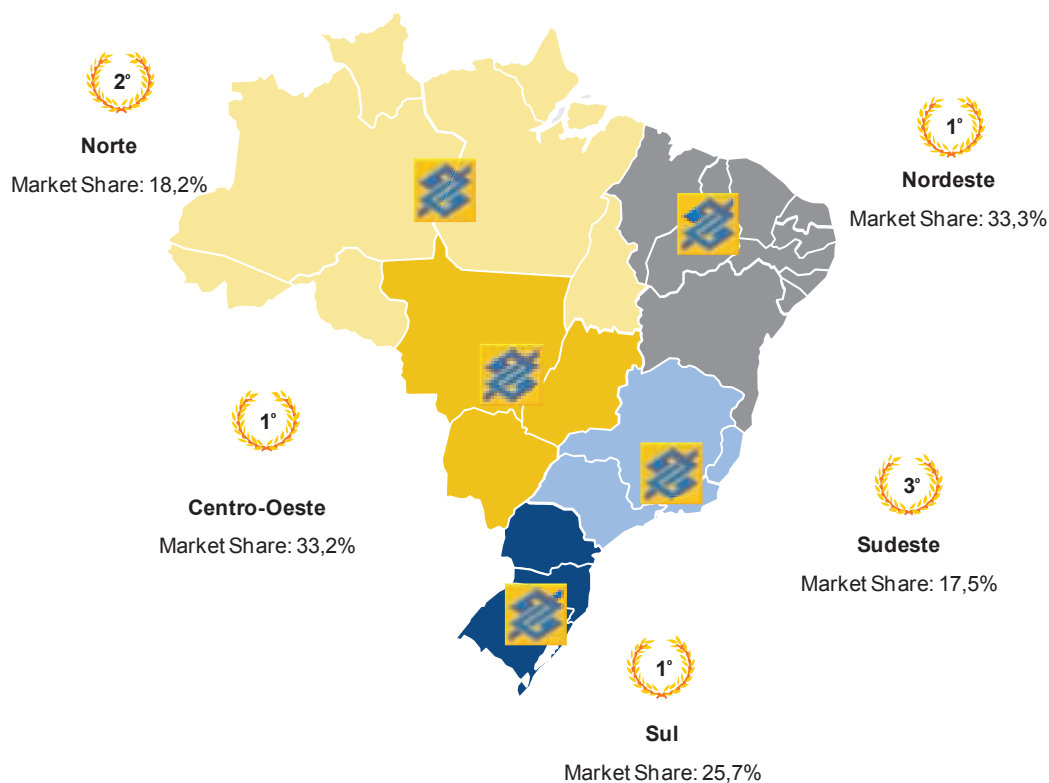 2°
Norte
Market Share: 18,2%
1°
Nordeste
Market Share: 33,3%
1°
Centro-Oeste
Market Share: 33,2%
3°
Sudeste
Market Share: 17,5%
1°
Sul
Market Share: 25,7%